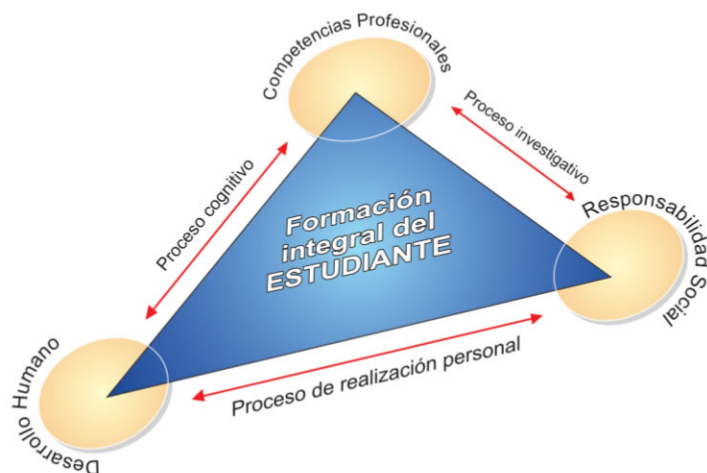 Competencias Profesionales
Proceso cognitivo
Proceso investigativo
Formación
integral del
ESTUDIANTE
Responsabilidad Social
Proceso de realización personal
Desarrollo Humano